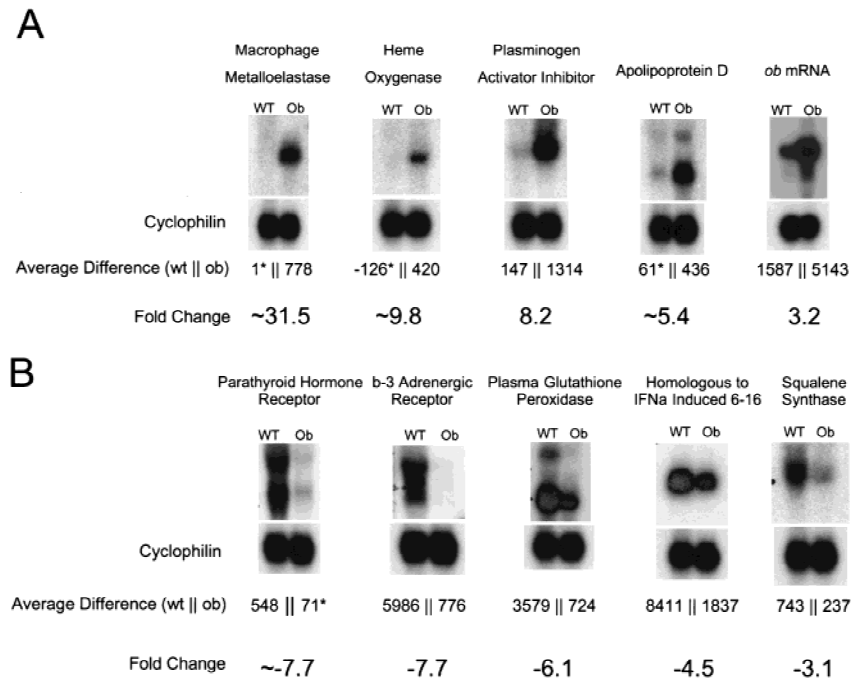 A
Macrophage Heme Plasminogen
Metalloelastase Oxygenase Activator Inhibitor Apolipoprotein D ob mRNA
WT Ob WT Ob WT Ob WT Ob WT Ob
Cyclophilin
Average Difference (wt || ob) 1* || 778 -126* || 420 147 || 1314 61* || 436 1587 || 5143
Fold Change ~31.5 ~9.8 8.2 ~5.4 3.2
B
Parathyroid Hormone b-3 Adrenergic Plasma Glutathione Homologous to Squalene
Receptor Receptor Peroxidase IFNa Induced 6-16 Synthase
WT Ob WT Ob WT Ob WT Ob WT Ob
Cyclophilin
Average Difference (wt || ob) 548 || 71* 5986 || 776 3579 || 724 8411 || 1837 743 || 237
Fold Change ~-7.7 -7.7 -6.1 -4.5 -3.1